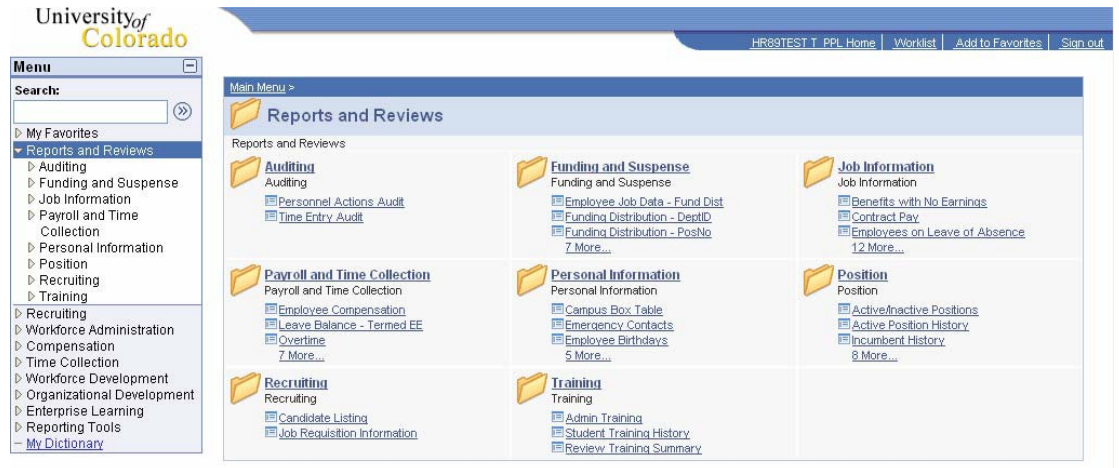 University of
Colorado
HR89TEST T PPL Home | Worklist | Add to Favorites | Sign out
Menu
Search:
My Favorites
Reports and Reviews
Auditing
Funding and Suspense
Job Information
Payroll and Time
Collection
Personal Information
Position
Recruiting
Training
Recruiting
Workforce Administration
Compensation
Time Collection
Workforce Development
Organizational Development
Enterprise Learning
Reporting Tools
My Dictionary
Main Menu >
Reports and Reviews
Reports and Reviews
Auditing
Auditing
Personnel Actions Audit
Time Entry Audit
Funding and Suspense
Funding and Suspense
Employee Job Data - Fund Dist
Funding Distribution - DeptID
Funding Distribution - PosNo
7 More...
Job Information
Job Information
Benefits with No Earnings
Contract Pay
Employees on Leave of Absence
12 More...
Payroll and Time Collection
Payroll and Time Collection
Employee Compensation
Leave Balance - Termed EE
Overtime
7 More...
Personal Information
Personal Information
Campus Box Table
Emergency Contacts
Employee Birthdays
5 More...
Position
Position
Active/Inactive Positions
Active Position History
Incumbent History
8 More...
Recruiting
Recruiting
Candidate Listing
Job Requisition Information
Training
Training
Admin Training
Student Training History
Review Training Summary